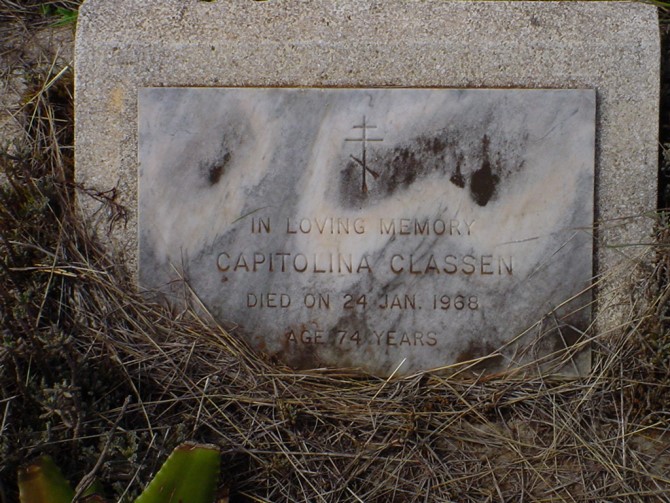 IN LOVING MEMORY
CAPITOLINA CLASSEN
DIED ON 24 JAN. 1968
AGE 74 YEARS